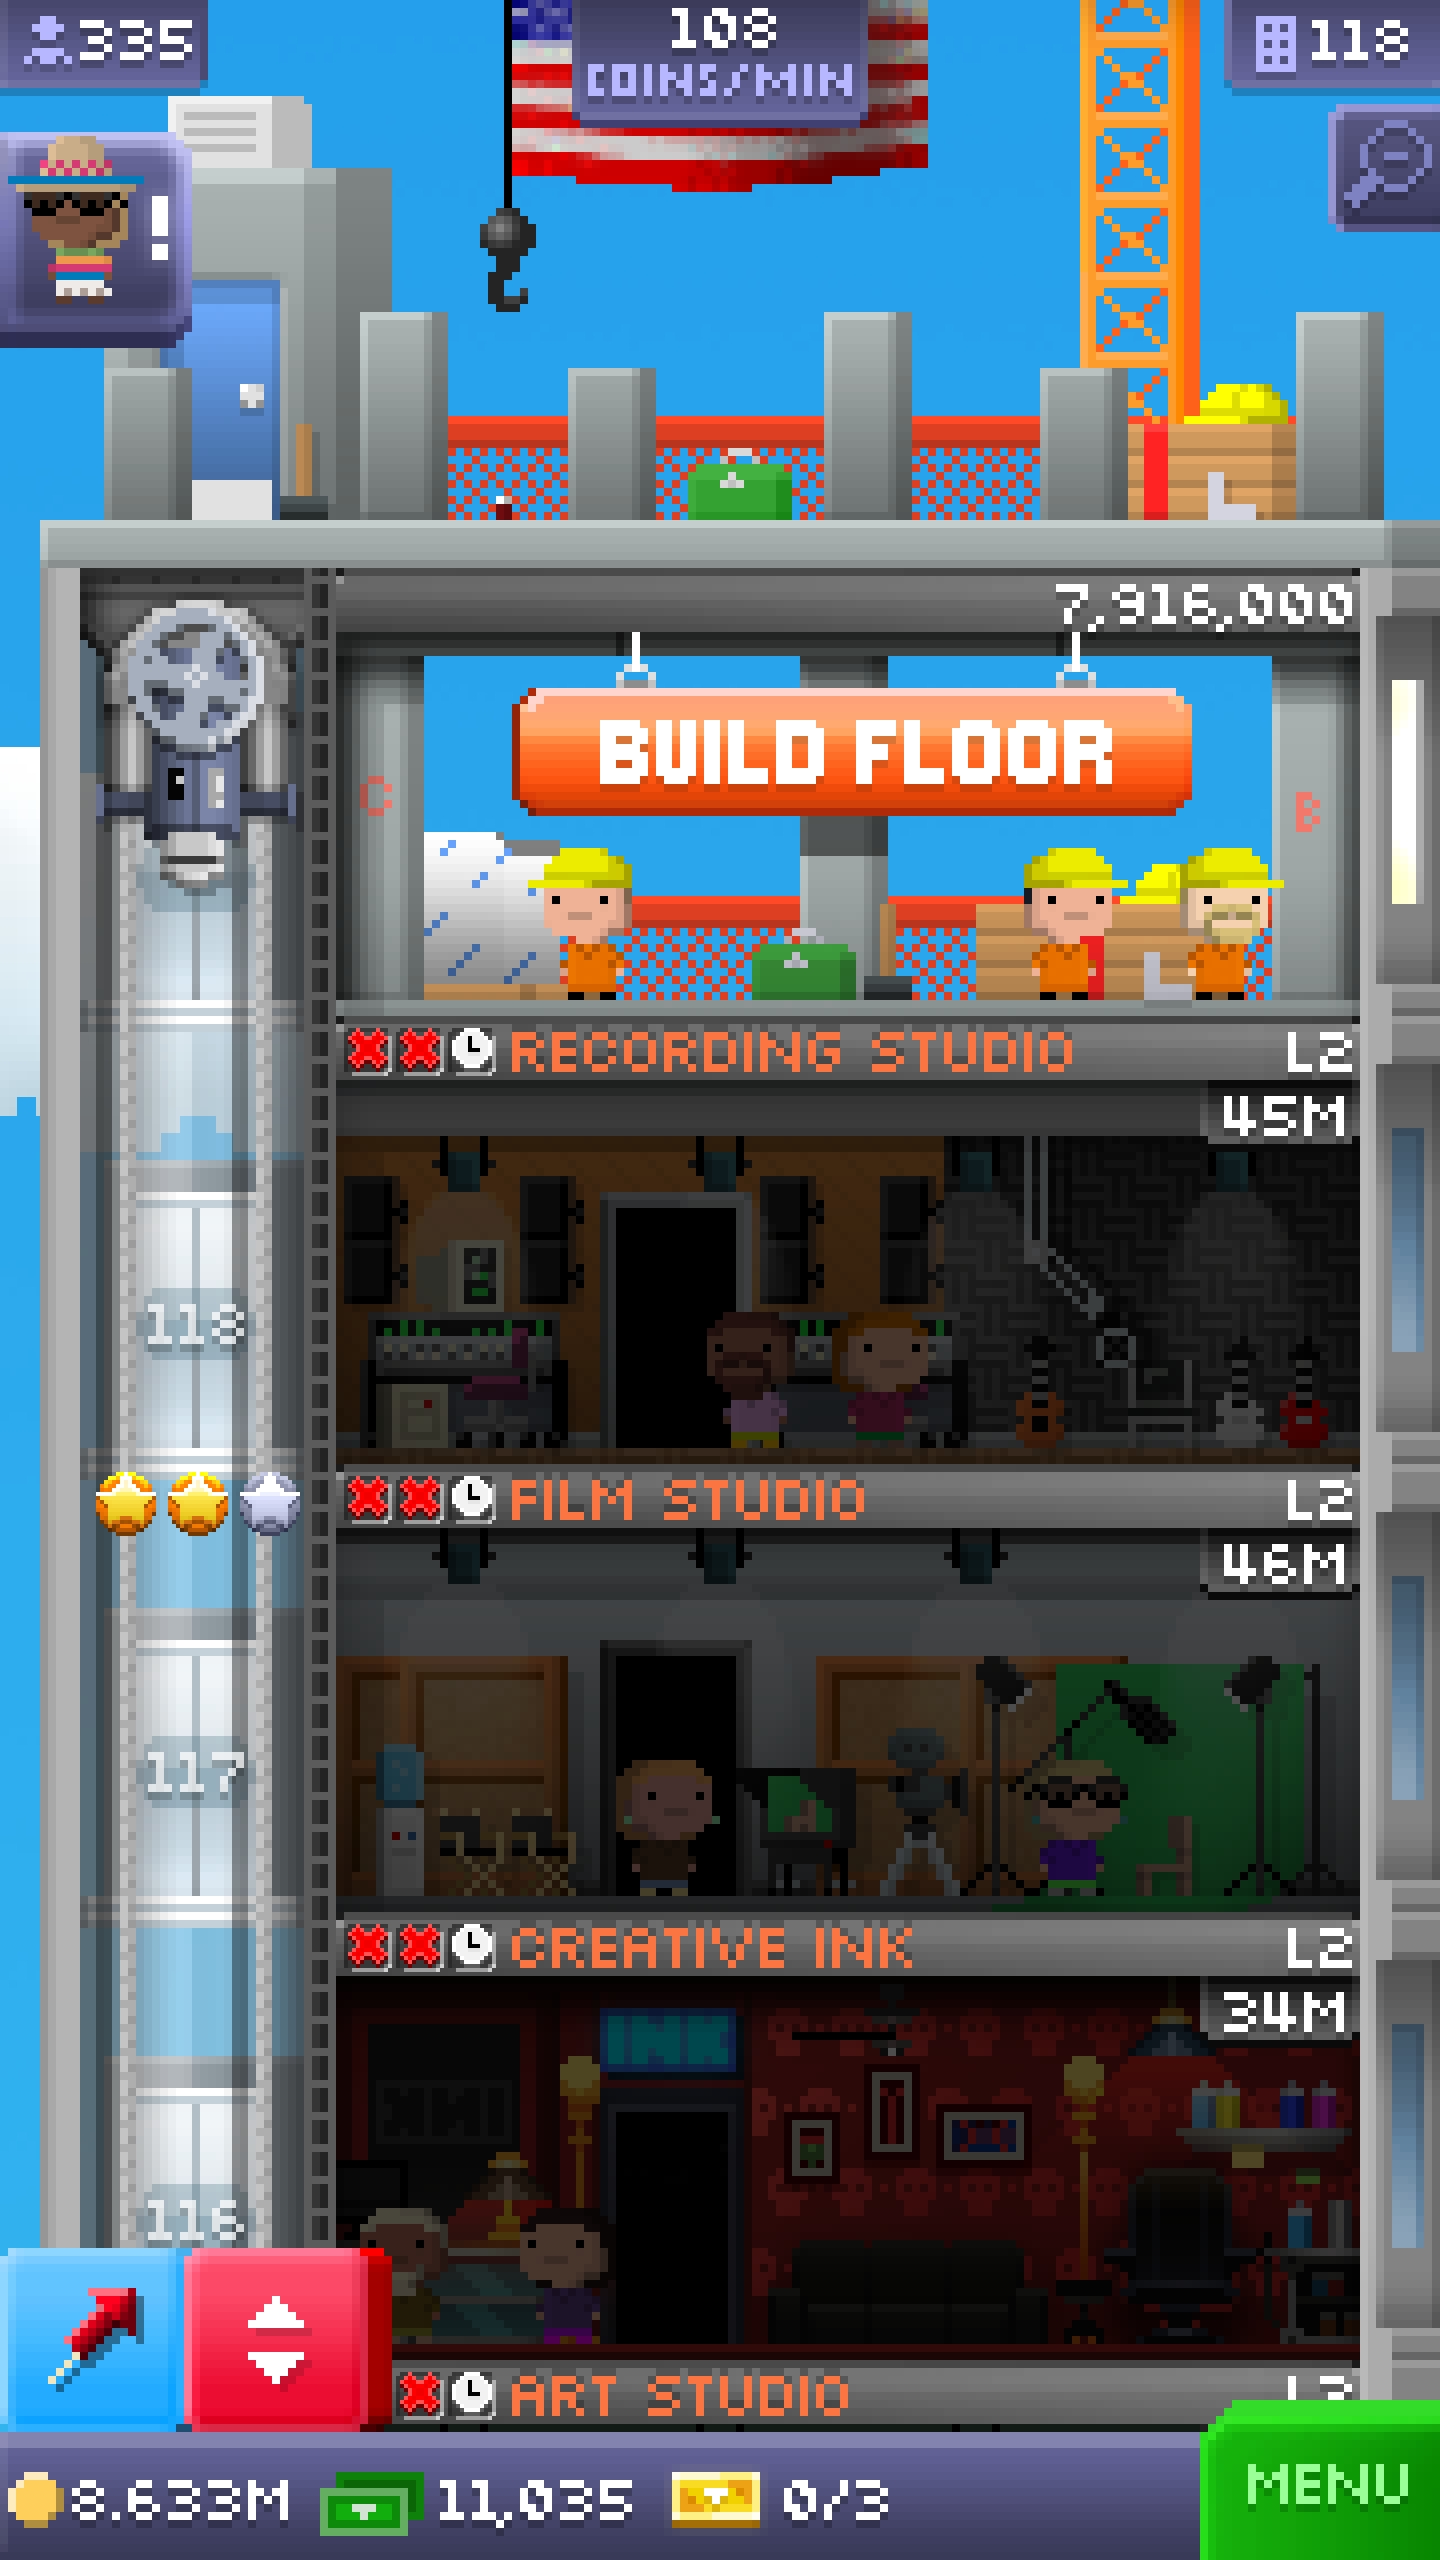 335
108
COINS/MIN
118
!
7,916,000
BUILD FLOOR
C
B
RECORDING STUDIO L2
45M
118
FILM STUDIO L2
46M
117
CREATIVE INK L2
34M
INK
116
ART STUDIO
8.633M 11,035 0/3
MENU